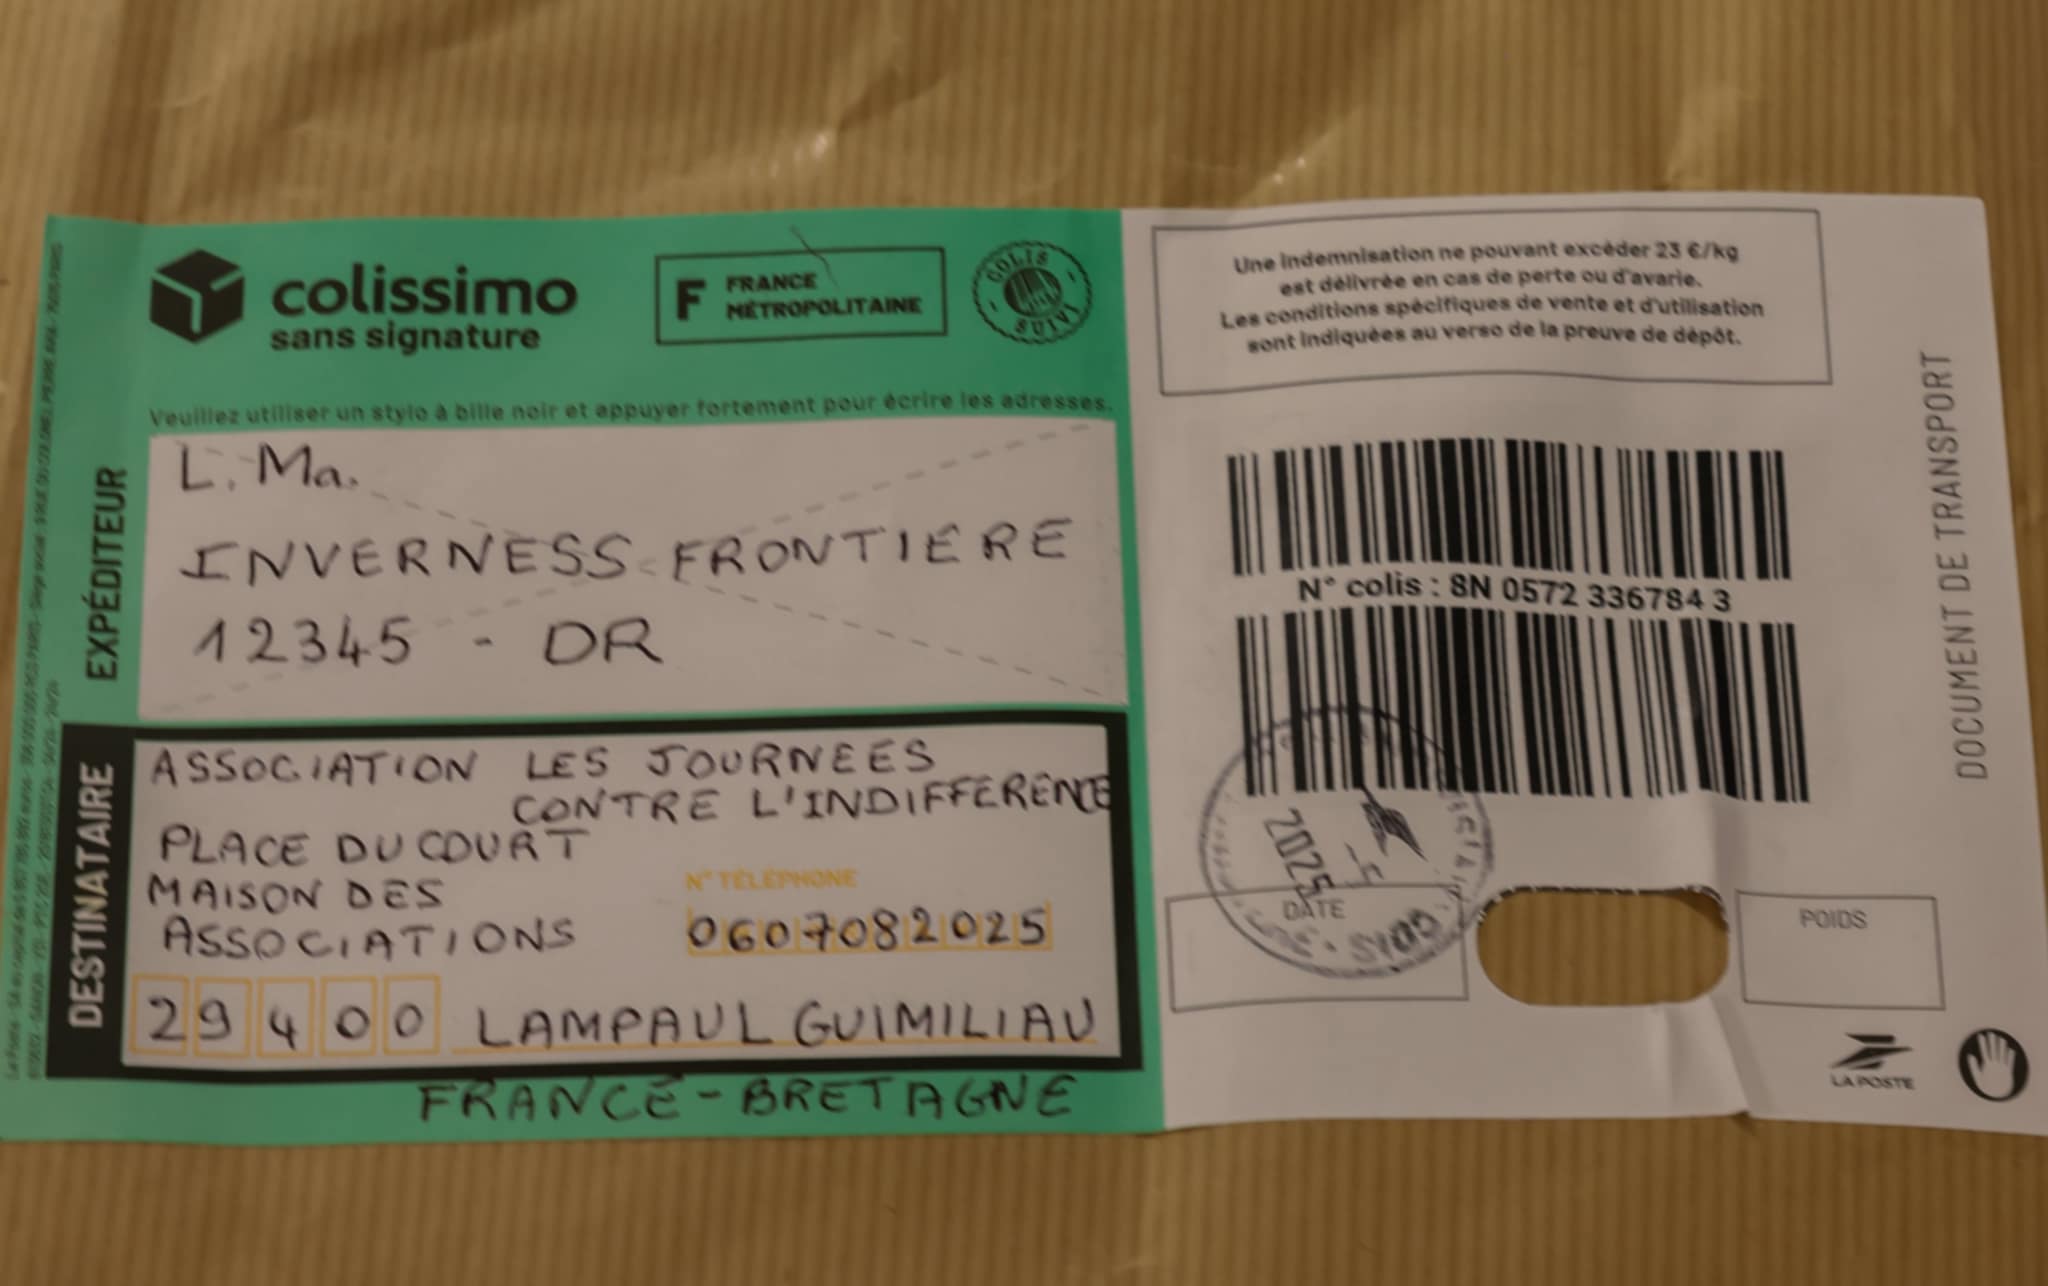 colissimo
sans signature
F FRANCE
MÉTROPOLITAINE
COLIS
SUIVI
Veuillez utiliser un stylo à bille noir et appuyer fortement pour écrire les adresses.
EXPÉDITEUR
L. Ma.
INVERNESS FRONTIERE
12345 - DR
DESTINATAIRE
ASSOCIATION LES JOURNEES
CONTRE L'INDIFFERENCE
PLACE DU COURT
MAISON DES
ASSOCIATIONS
N° TÉLÉPHONE
0607082025
29400 LAMPAUL GUIMILIAU
FRANCE - BRETAGNE
Une indemnisation ne pouvant excéder 23 €/kg
est délivrée en cas de perte ou d'avarie.
Les conditions spécifiques de vente et d'utilisation
sont indiquées au verso de la preuve de dépôt.
N° colis : 8N 0572 336784 3
2025
DATE
POIDS
LA POSTE
DOCUMENT DE TRANSPORT